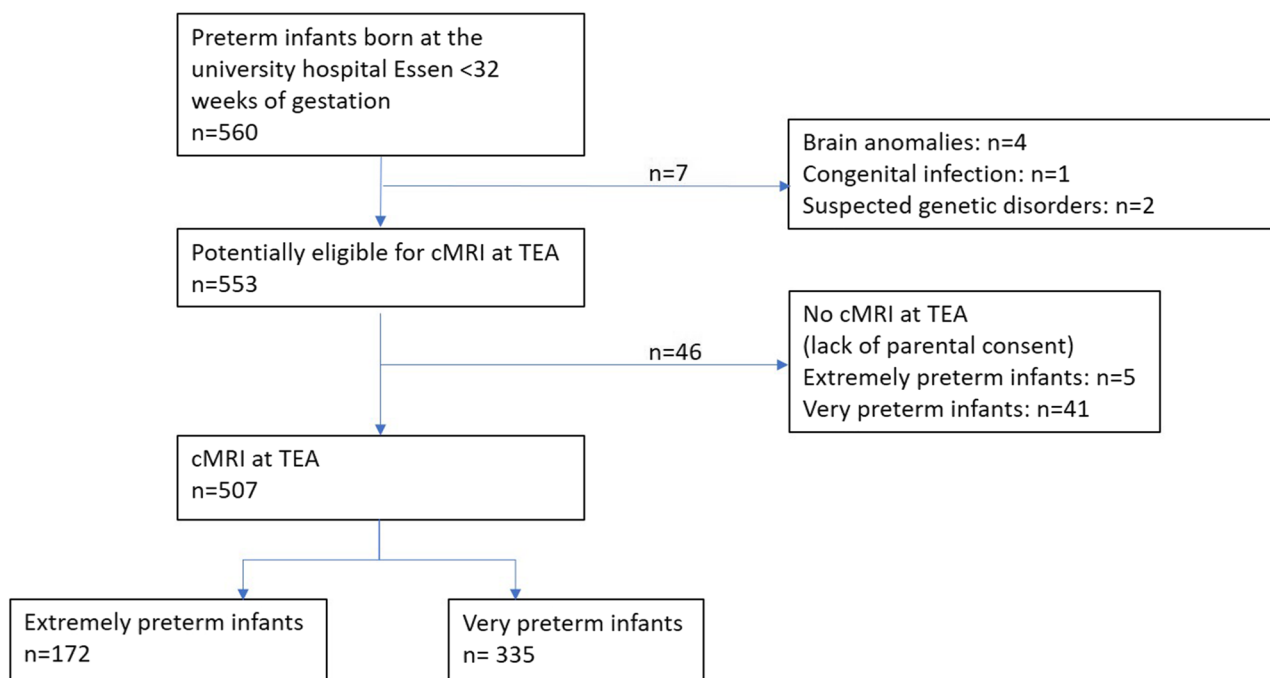 Preterm infants born at the
university hospital Essen <32
weeks of gestation
n=560
n=7
Brain anomalies: n=4
Congenital infection: n=1
Suspected genetic disorders: n=2
Potentially eligible for cMRI at TEA
n=553
n=46
No cMRI at TEA
(lack of parental consent)
Extremely preterm infants: n=5
Very preterm infants: n=41
cMRI at TEA
n=507
Extremely preterm infants
n=172
Very preterm infants
n= 335